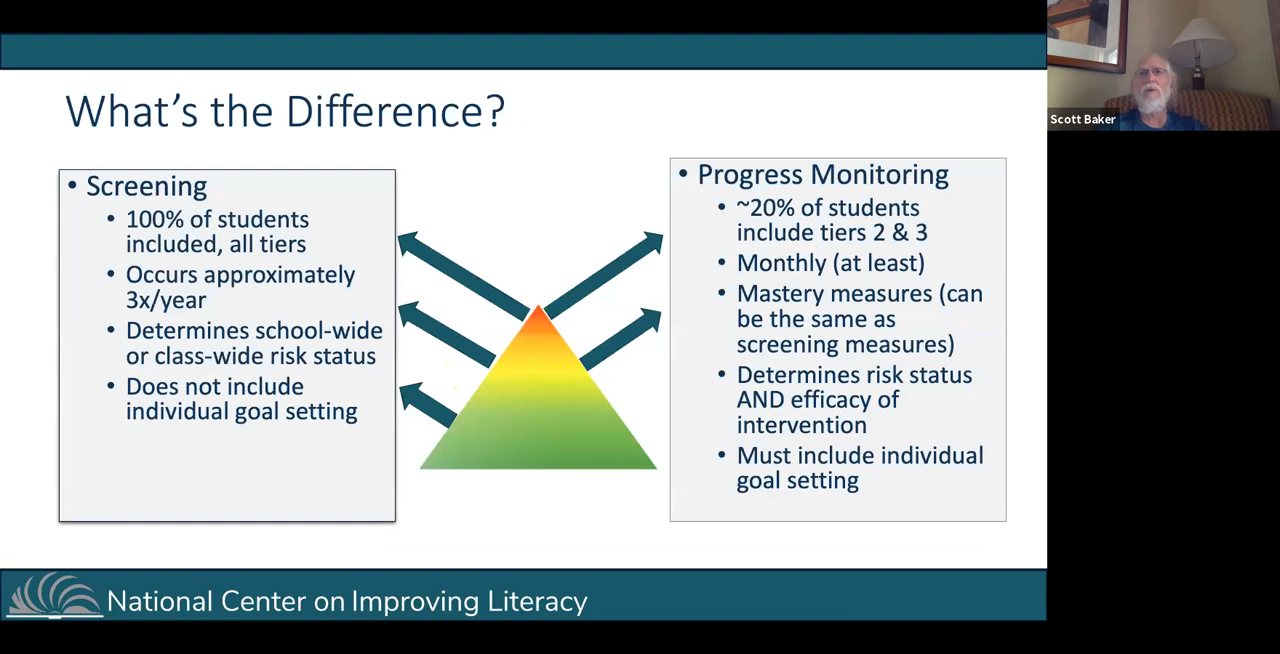 What's the Difference?
• Screening
• 100% of students
included, all tiers
• Occurs approximately
3x/year
• Determines school-wide
or class-wide risk status
• Does not include
individual goal setting
• Progress Monitoring
• ~20% of students
include tiers 2 & 3
• Monthly (at least)
• Mastery measures (can
be the same as
screening measures)
• Determines risk status
AND efficacy of
intervention
• Must include individual
goal setting
National Center on Improving Literacy
Scott Baker